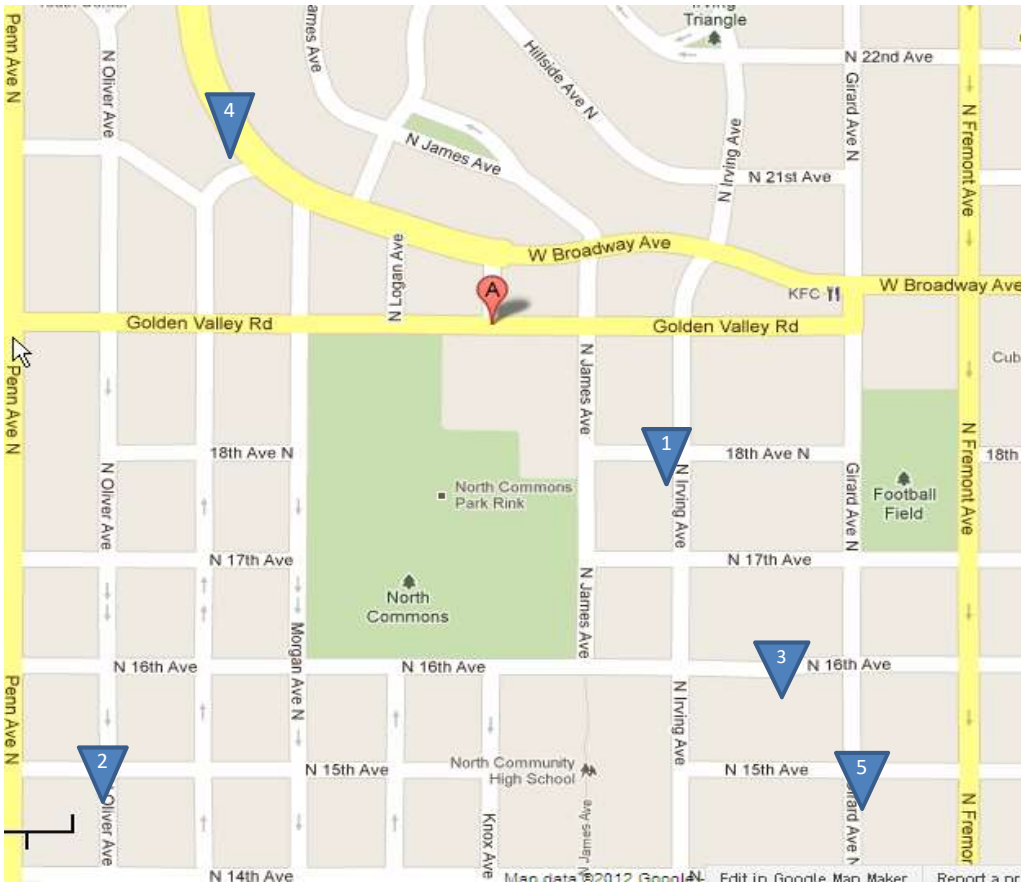 Penn Ave N
N Oliver Ave
4
ames Ave
N James Ave
Hillside Ave N
Triangle
N 22nd Ave
Girard Ave N
N Irving Ave
N 21st Ave
N Fremont Ave
N Logan Ave
W Broadway Ave
KFC
W Broadway Ave
A
Golden Valley Rd
Golden Valley Rd
Cub
Penn Ave N
N James Ave
1
18th Ave N
18th Ave N
18th
N Oliver Ave
North Commons
Park Rink
N Irving Ave
Girard Ave N
Football
Field
N Fremont Ave
N 17th Ave
N 17th Ave
North
Commons
N James Ave
Morgan Ave N
N 16th Ave
N 16th Ave
3
N 16th Ave
Penn Ave N
N Irving Ave
2
N 15th Ave
North Community
High School
N 15th Ave
5
Oliver Ave
Knox Ave
N James Ave
Girard Ave N
N Fremor
N 14th Ave
Map data ©2012 Google
Edit in Google Map Maker
Report a pr